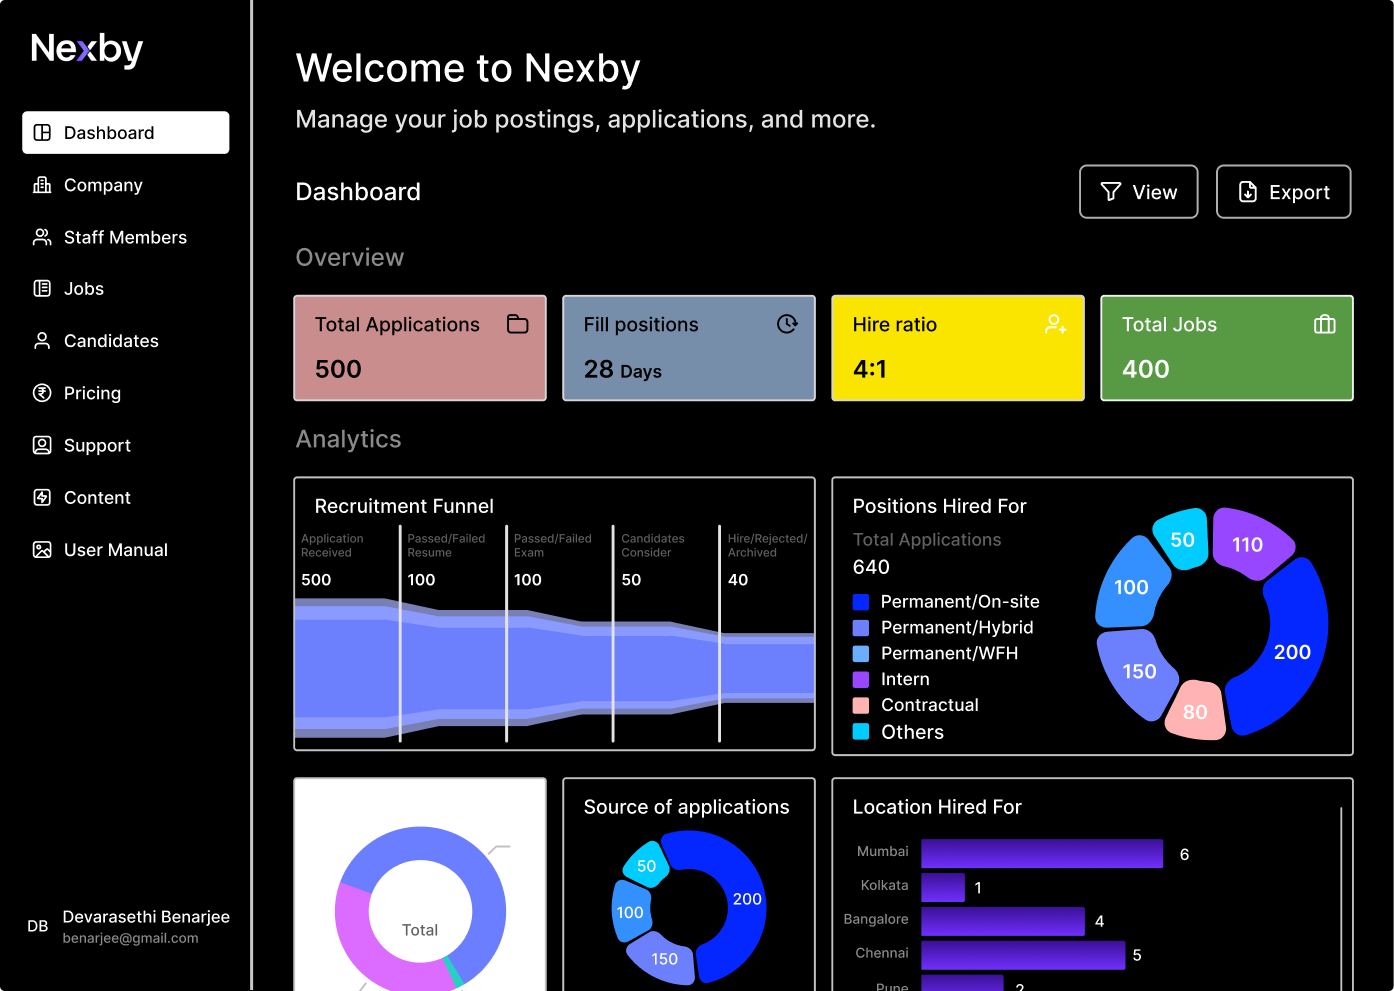 Nexby
Dashboard
Company
Staff Members
Jobs
Candidates
Pricing
Support
Content
User Manual
DB
Devarasethi Benarjee
benarjee@gmail.com
Welcome to Nexby
Manage your job postings, applications, and more.
Dashboard
View
Export
Overview
Total Applications
500
Fill positions
28 Days
Hire ratio
4:1
Total Jobs
400
Analytics
Recruitment Funnel
Application
Received
500
Passed/Failed
Resume
100
Passed/Failed
Exam
100
Candidates
Consider
50
Hire/Rejected/
Archived
40
Positions Hired For
Total Applications
640
Permanent/On-site
Permanent/Hybrid
Permanent/WFH
Intern
Contractual
Others
50
110
100
200
150
80
Total
Source of applications
50
200
100
150
Location Hired For
Mumbai 6
Kolkata 1
Bangalore 4
Chennai 5
Pune 2